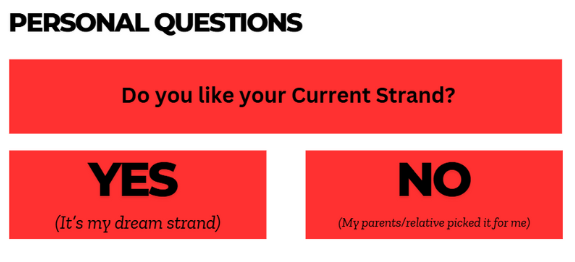 PERSONAL QUESTIONS
Do you like your Current Strand?
YES
(It's my dream strand)
NO
(My parents/relative picked it for me)